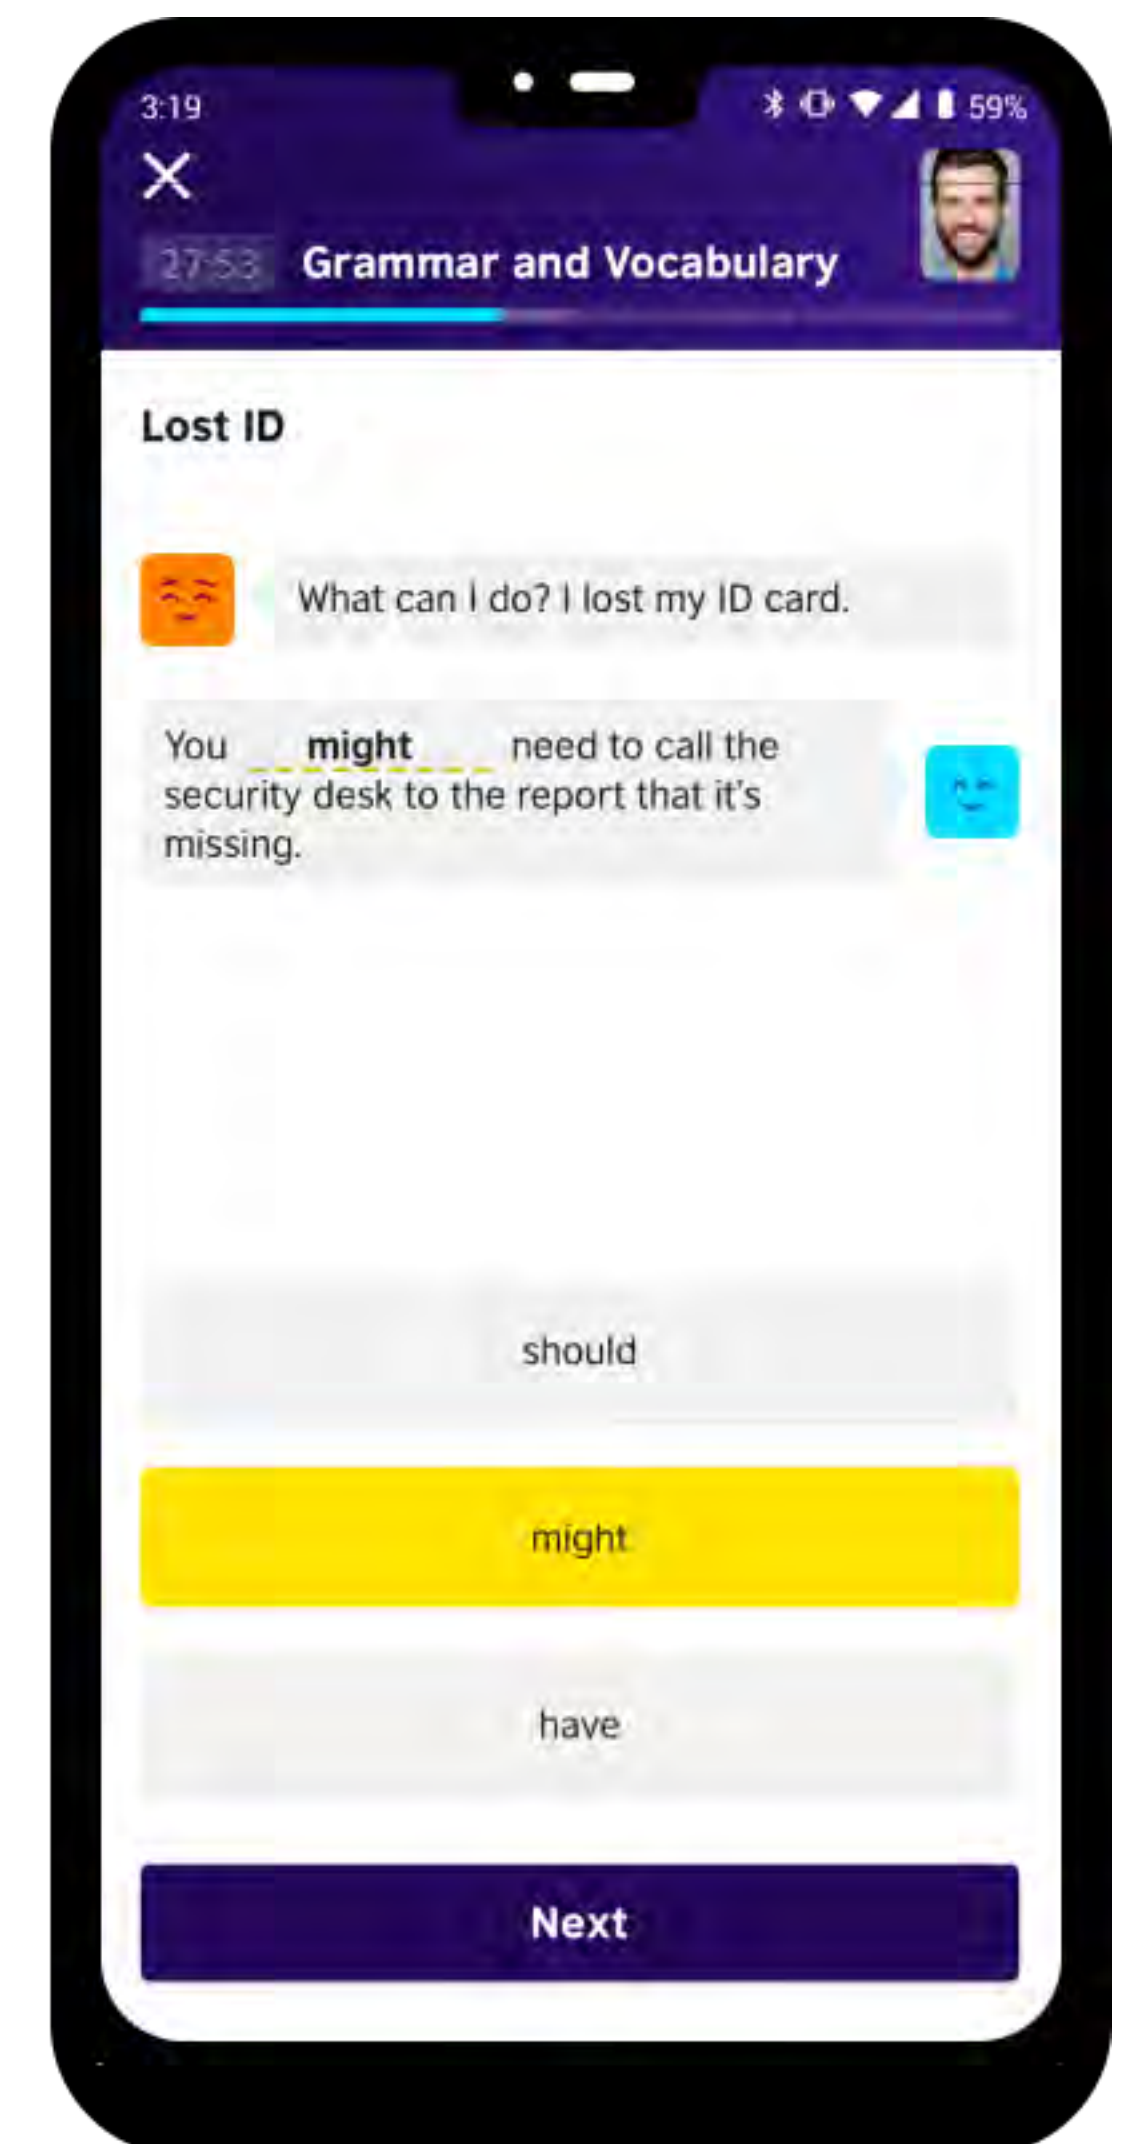 3:19
59%
27:53
Grammar and Vocabulary
Lost ID
What can I do? I lost my ID card.
You might need to call the
security desk to the report that it's
missing.
should
might
have
Next